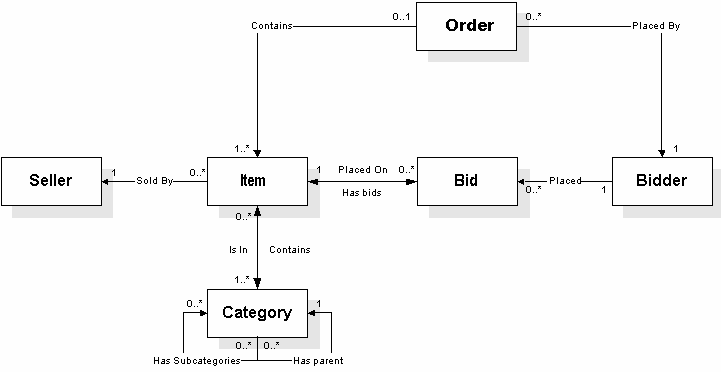 0..1 Order 0..*
Contains
Placed By
1..*
1
Seller
1
Sold By
0..*
Item
1
Placed On
0..*
Has bids
Bid
0..*
Placed
1
Bidder
0..*
Is In
Contains
1..*
0..*
Category
1
0..*
0..*
Has Subcategories
Has parent